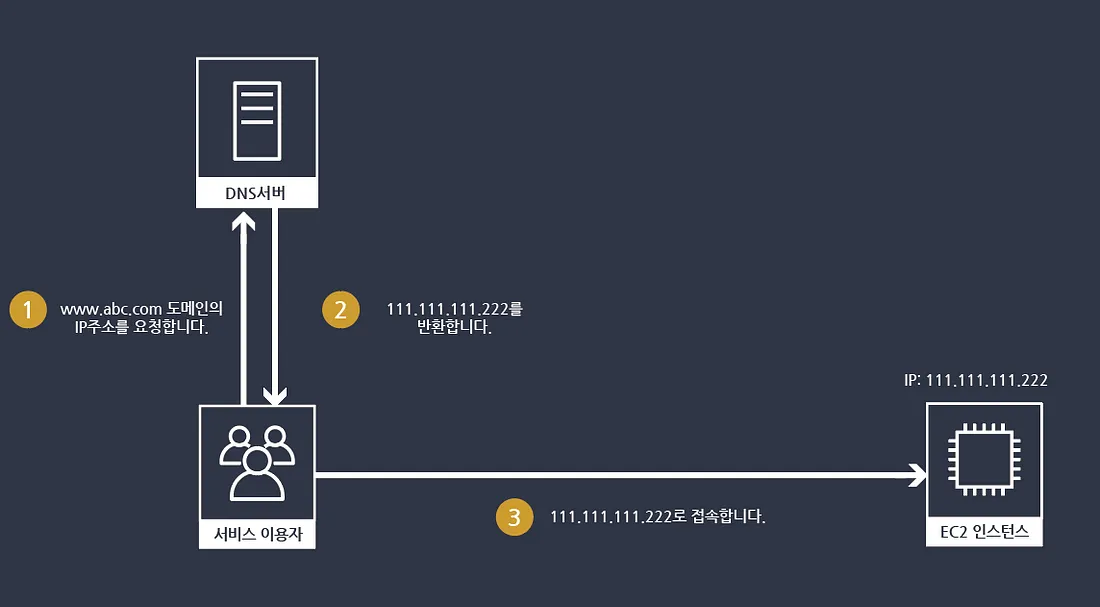 DNS서버
1
www.abc.com 도메인의
IP주소를 요청합니다.
2
111.111.111.222를
반환합니다.
IP: 111.111.111.222
서비스 이용자
3
111.111.111.222로 접속합니다.
EC2 인스턴스